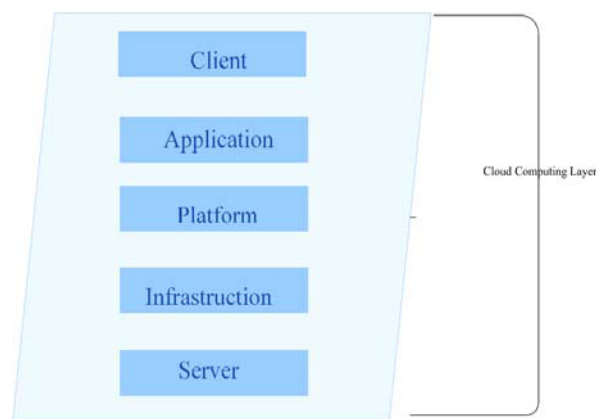 Client
Application
Cloud Computing Layer
Platform
Infrastruction
Server